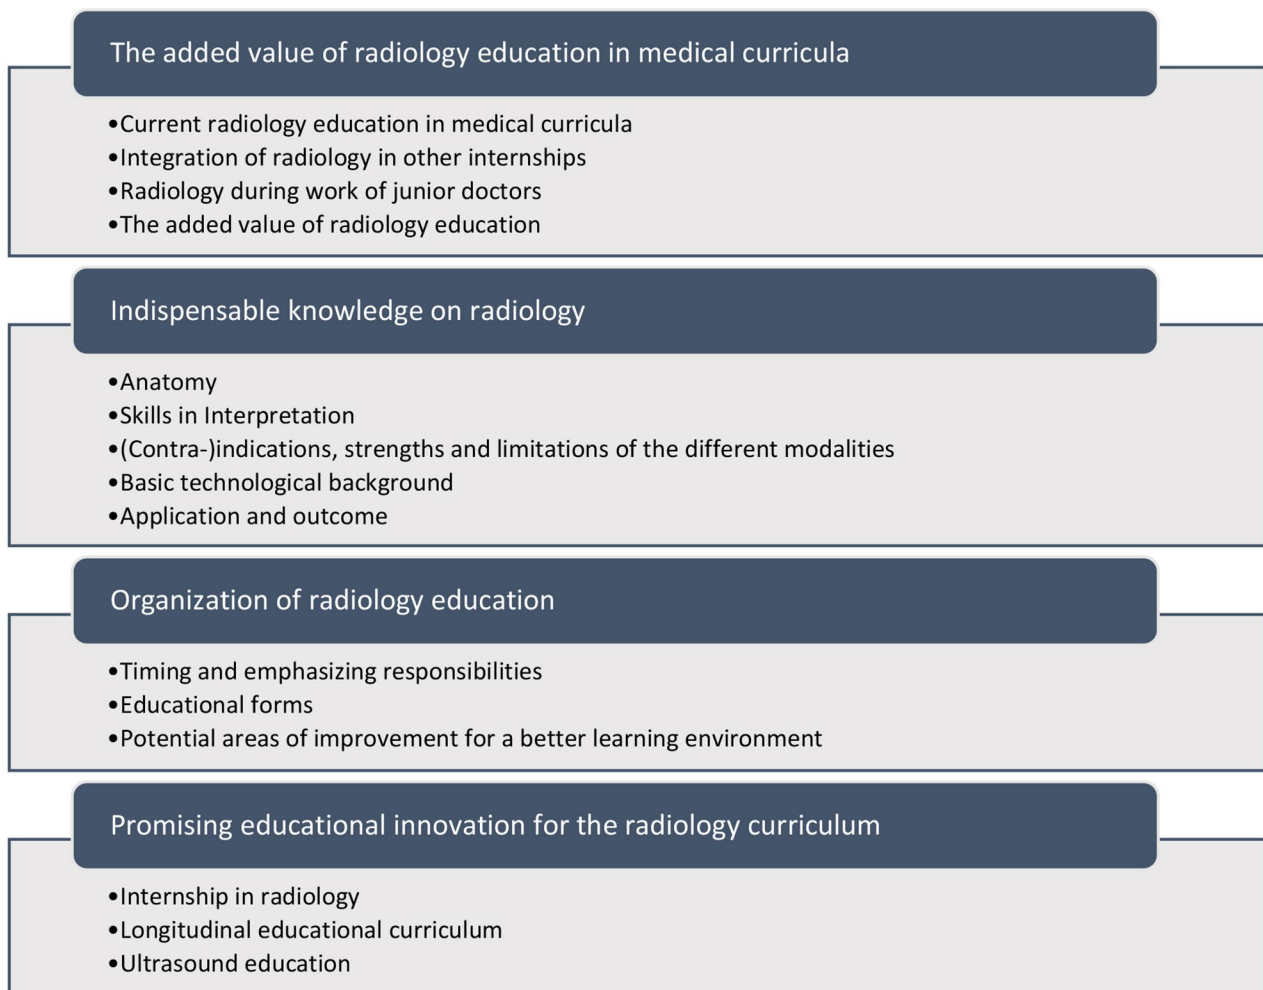 The added value of radiology education in medical curricula
•Current radiology education in medical curricula
•Integration of radiology in other internships
•Radiology during work of junior doctors
•The added value of radiology education
Indispensable knowledge on radiology
•Anatomy
•Skills in Interpretation
•(Contra-)indications, strengths and limitations of the different modalities
•Basic technological background
•Application and outcome
Organization of radiology education
•Timing and emphasizing responsibilities
•Educational forms
•Potential areas of improvement for a better learning environment
Promising educational innovation for the radiology curriculum
•Internship in radiology
•Longitudinal educational curriculum
•Ultrasound education